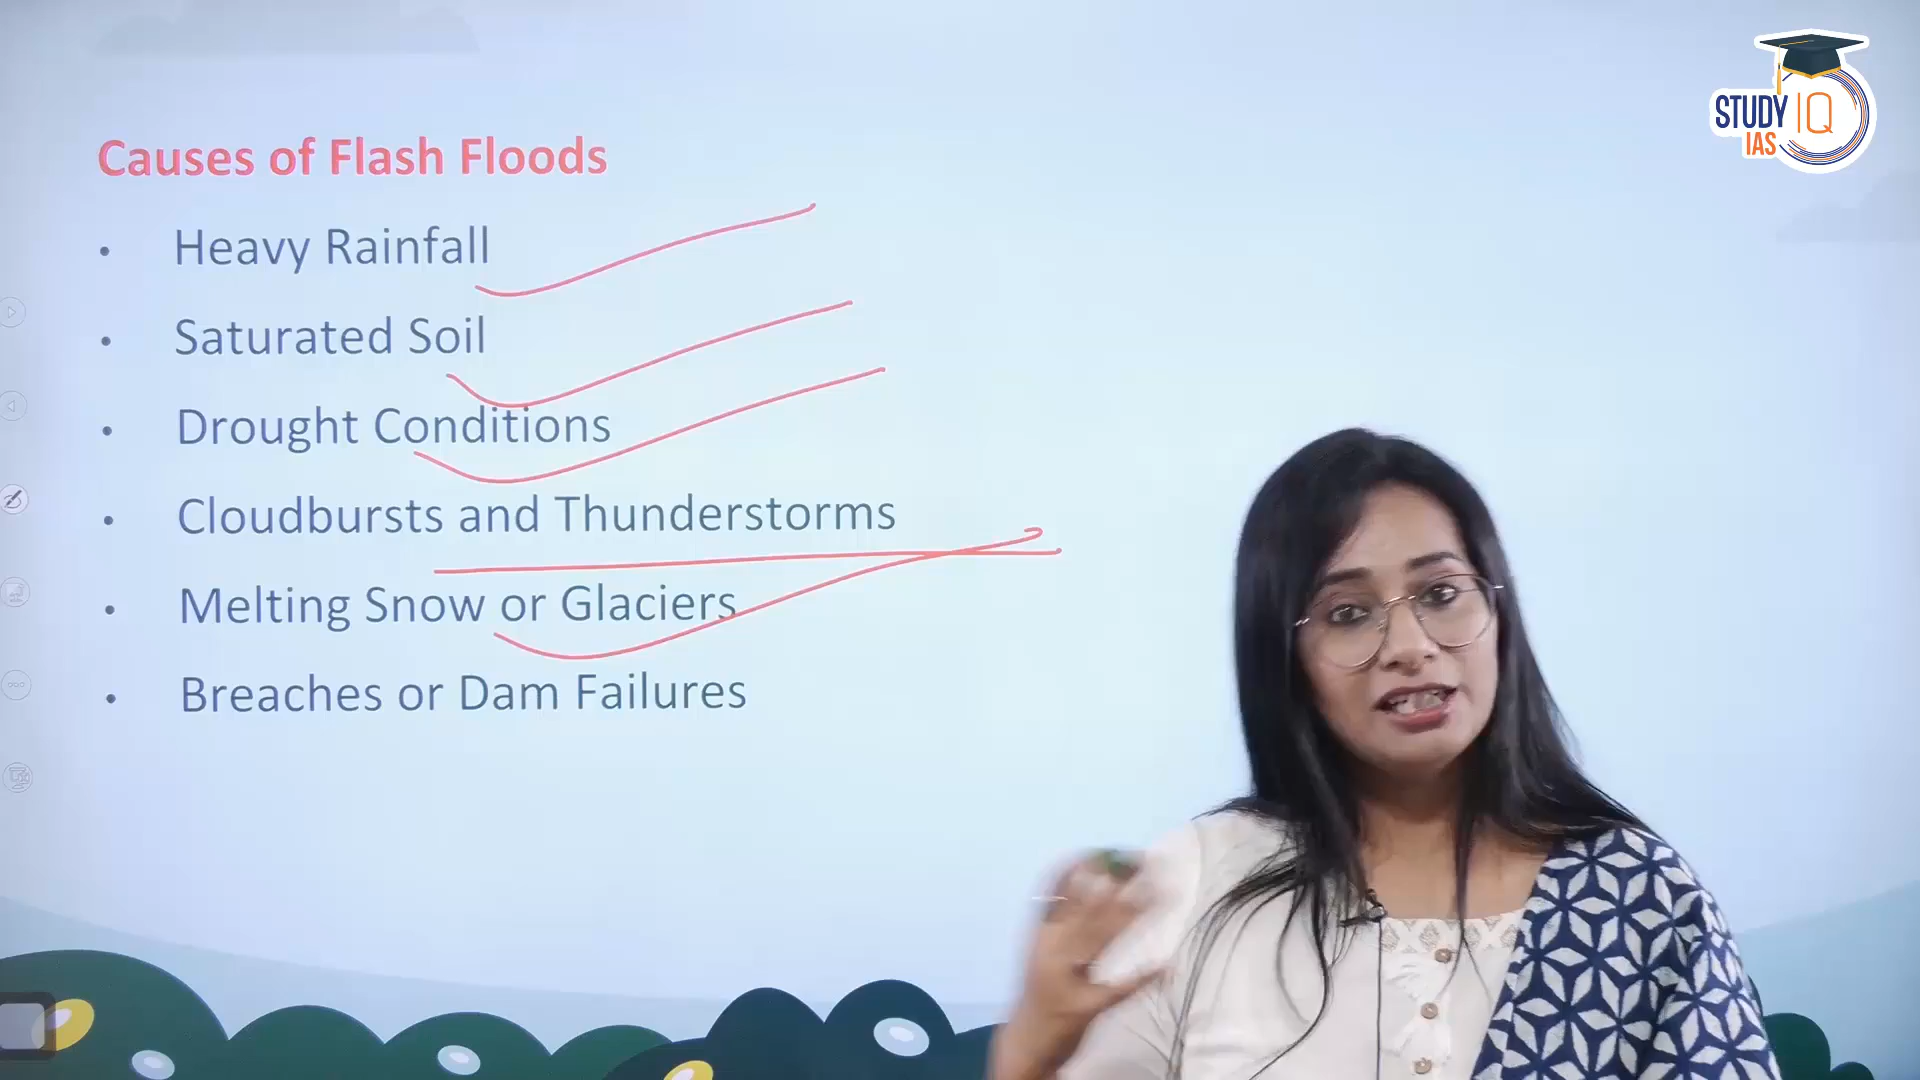 STUDY IQ
IAS
Causes of Flash Floods
• Heavy Rainfall
• Saturated Soil
• Drought Conditions
• Cloudbursts and Thunderstorms
• Melting Snow or Glaciers
• Breaches or Dam Failures